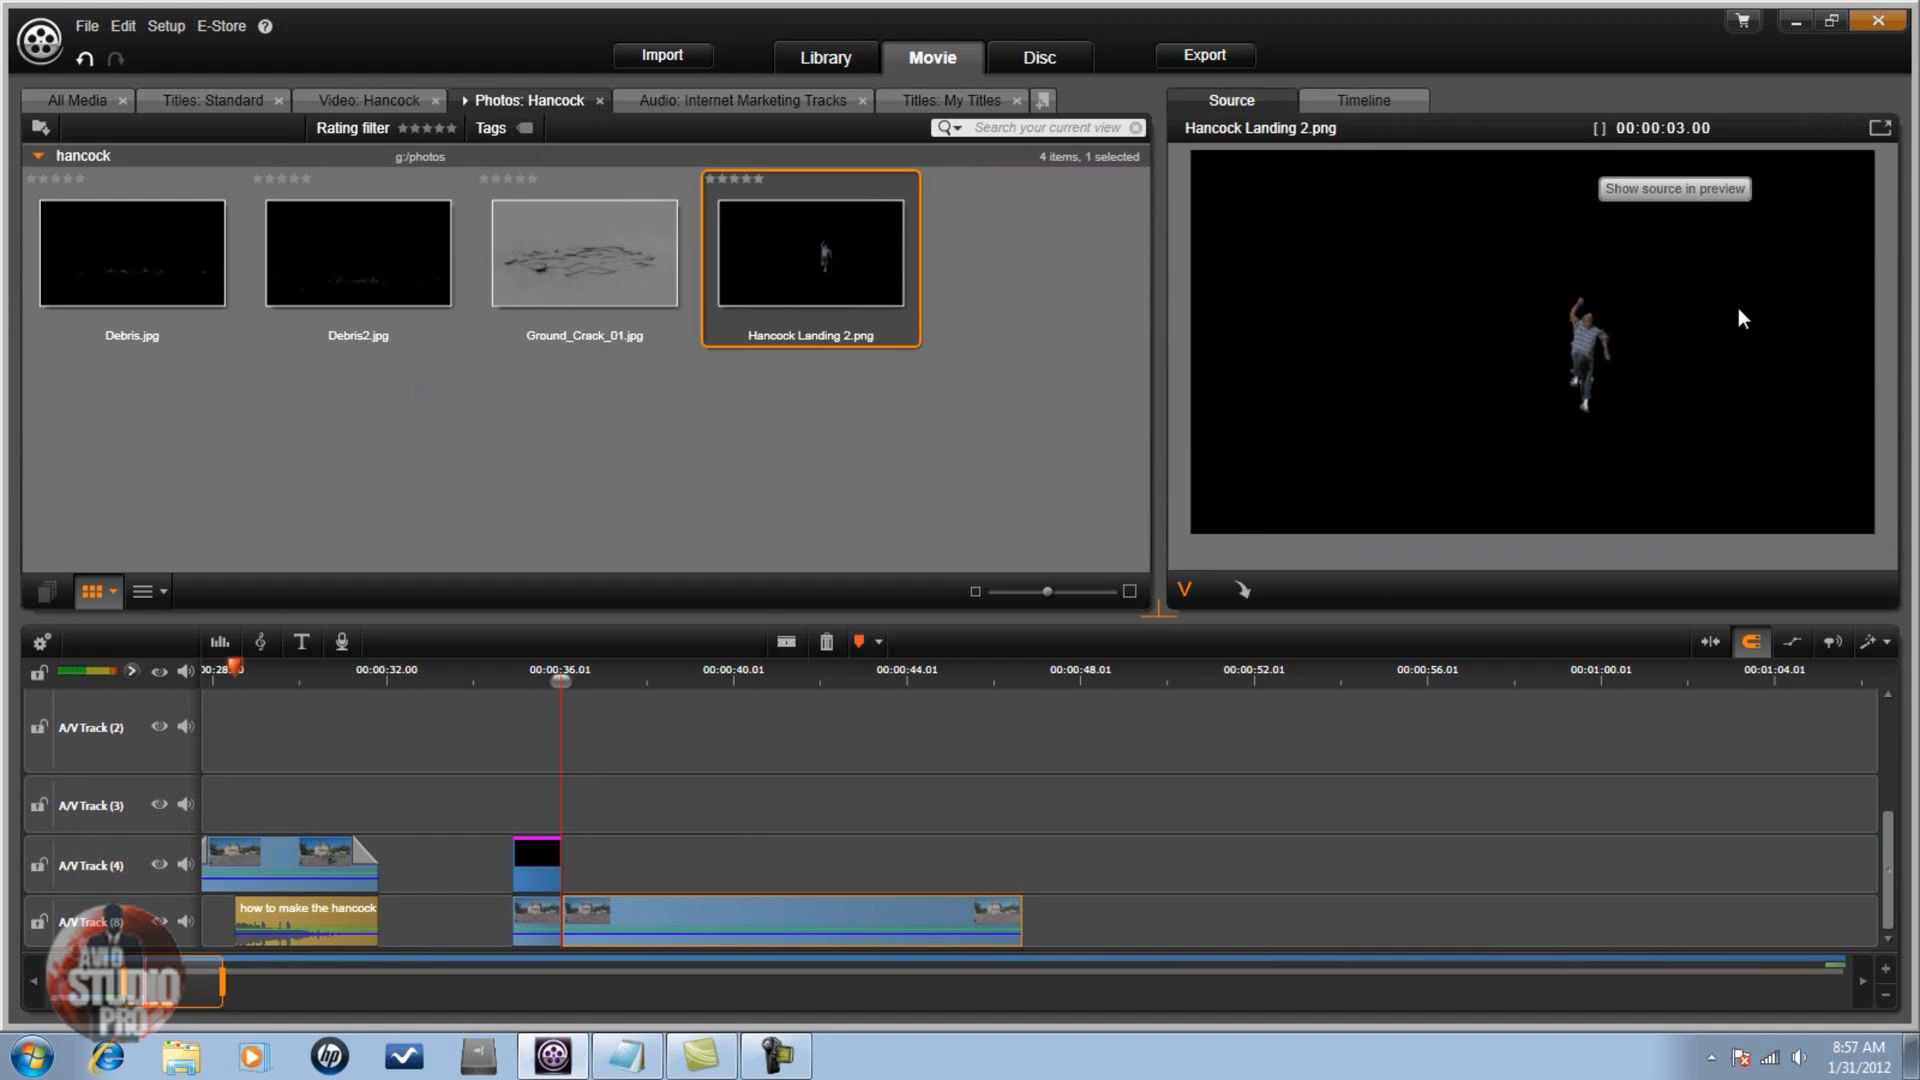 File Edit Setup E-Store ?
Import Library Movie Disc Export
All Media × Titles: Standard × Video: Hancock × Photos: Hancock × Audio: Internet Marketing Tracks × Titles: My Titles ×
Source Timeline
Rating filter Tags Search your current view
Hancock Landing 2.png [ ] 00:00:03.00
hancock g:/photos 4 items, 1 selected
Show source in preview
Debris.jpg Debris2.jpg Ground_Crack_01.jpg Hancock Landing 2.png
V
T
00:00:32.00 00:00:36.01 00:00:40.01 00:00:44.01 00:00:48.01 00:00:52.01 00:00:56.01 00:01:00.01 00:01:04.01
A/V Track (2)
A/V Track (3)
A/V Track (4)
A/V Track (8) how to make the hancock
AVID
STUDIO
PRO
hp
8:57 AM
1/31/2012